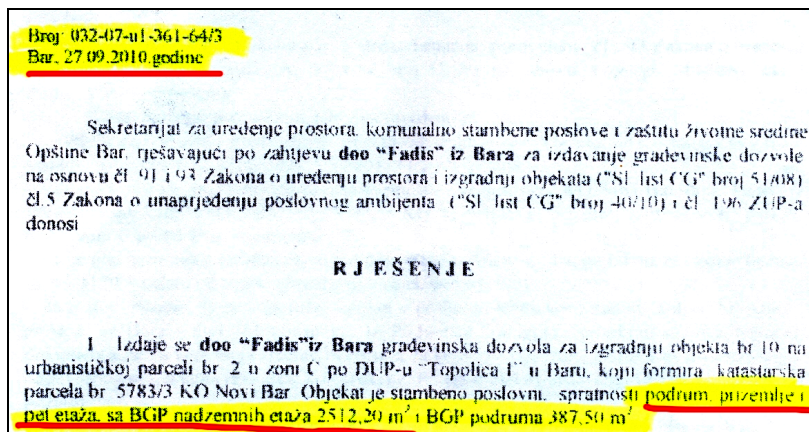 Broj: 032-07-u1-361-64/3
Bar, 27.09.2010.godine
Sekretarijat za uređenje prostora, komunalno stambene poslove i zaštitu životne sredine
Opštine Bar, rješavajući po zahtjevu doo "Fadis" iz Bara za izdavanje građevinske dozvole
na osnovu čl. 91 i 93 Zakona o uređenju prostora i izgradnji objekata ("Sl. list CG" broj 51/08)
čl.5 Zakona o unaprjeđenju poslovnog ambijenta ("Sl. list CG" broj 40/10) i čl. 196 ZUP-a
donosi
R J E Š E N J E
I Izdaje se doo "Fadis"iz Bara građevinska dozvola za izgradnju objekta br 10 na
urbanističkoj parceli br. 2 u zoni C po DUP-u "Topolica I" u Baru, koju formira katastarska
parcela br. 5783/3 KO Novi Bar. Objekat je stambeno poslovni, spratnosti podrum, prizemlje i
pet etaža, sa BGP nadzemnih etaža 2512,20 m² i BGP podruma 387,50 m²